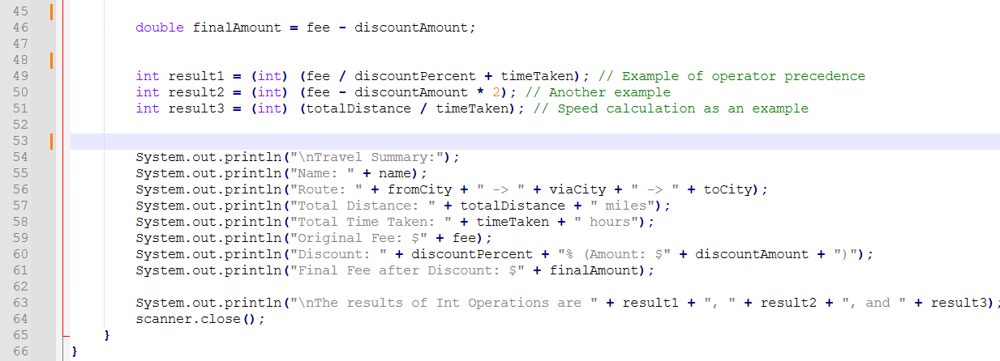 45
46 double finalAmount = fee - discountAmount;
47
48
49 int result1 = (int) (fee / discountPercent + timeTaken); // Example of operator precedence
50 int result2 = (int) (fee - discountAmount * 2); // Another example
51 int result3 = (int) (totalDistance / timeTaken); // Speed calculation as an example
52
53
54 System.out.println("\nTravel Summary:");
55 System.out.println("Name: " + name);
56 System.out.println("Route: " + fromCity + " -> " + viaCity + " -> " + toCity);
57 System.out.println("Total Distance: " + totalDistance + " miles");
58 System.out.println("Total Time Taken: " + timeTaken + " hours");
59 System.out.println("Original Fee: $" + fee);
60 System.out.println("Discount: " + discountPercent + "% (Amount: $" + discountAmount + ")");
61 System.out.println("Final Fee after Discount: $" + finalAmount);
62
63 System.out.println("\nThe results of Int Operations are " + result1 + ", " + result2 + ", and " + result3);
64 scanner.close();
65 }
66 }